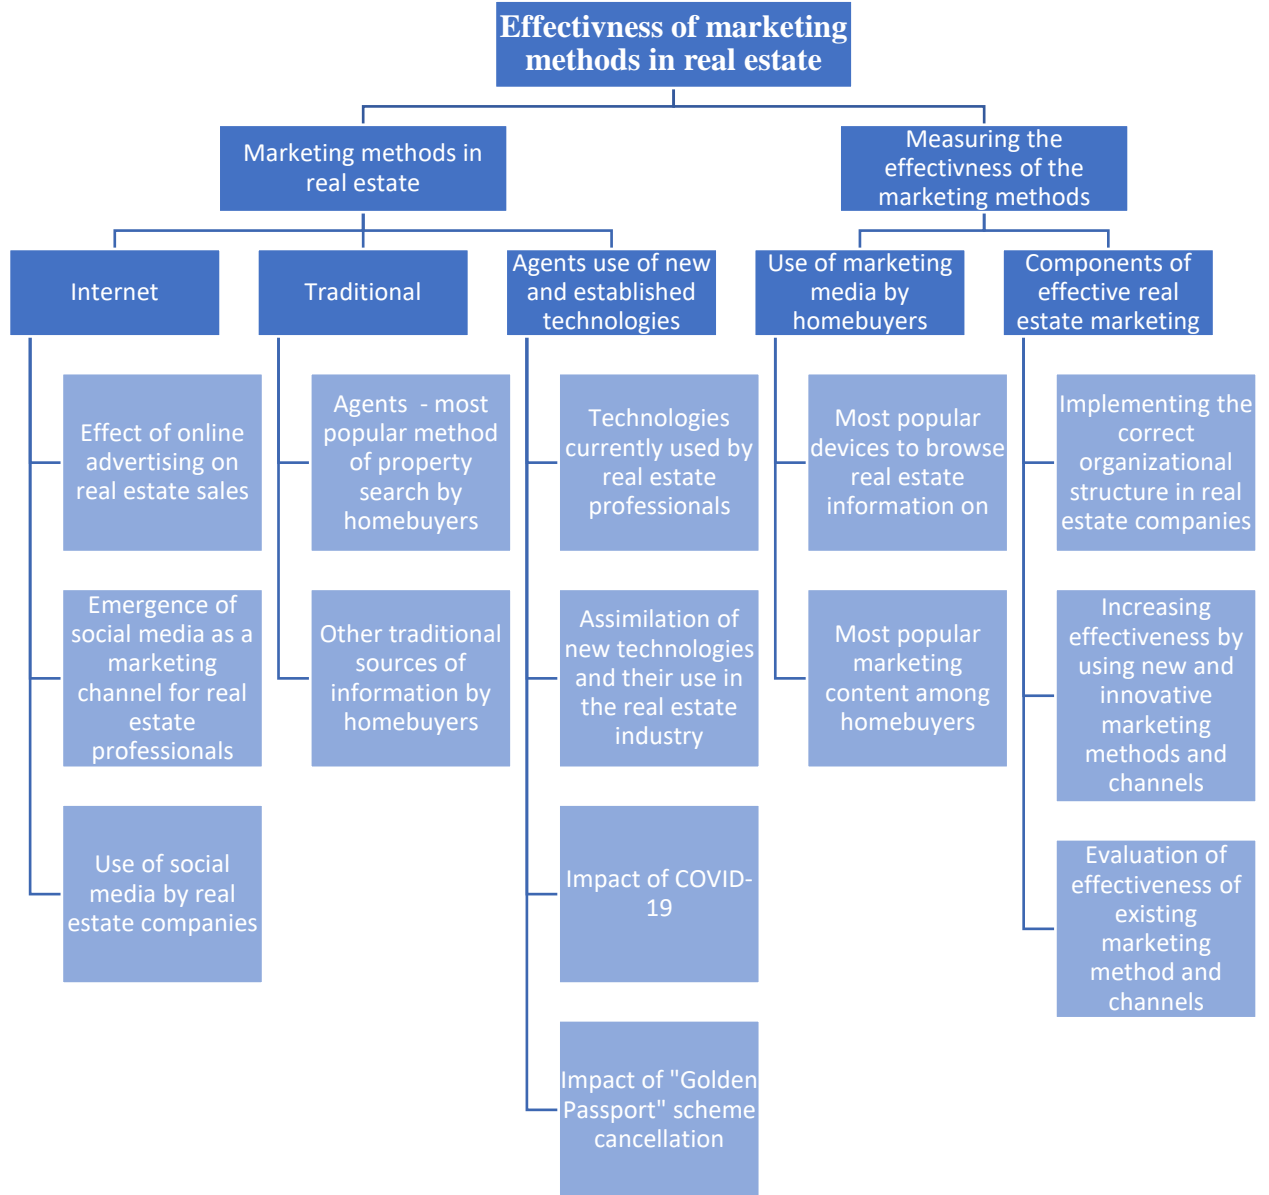 Effectivness of marketing
methods in real estate
Marketing methods in
real estate
Measuring the
effectivness of the
marketing methods
Internet
Traditional
Agents use of new
and established
technologies
Use of marketing
media by
homebuyers
Components of
effective real
estate marketing
Effect of online
advertising on
real estate sales
Emergence of
social media as a
marketing
channel for real
estate
professionals
Use of social
media by real
estate companies
Agents  - most
popular method
of property
search by
homebuyers
Other traditional
sources of
information by
homebuyers
Technologies
currently used by
real estate
professionals
Assimilation of
new technologies
and their use in
the real estate
industry
Impact of COVID-
19
Impact of "Golden
Passport" scheme
cancellation
Most popular
devices to browse
real estate
information on
Most popular
marketing
content among
homebuyers
Implementing the
correct
organizational
structure in real
estate companies
Increasing
effectiveness by
using new and
innovative
marketing
methods and
channels
Evaluation of
effectiveness of
existing
marketing
method and
channels